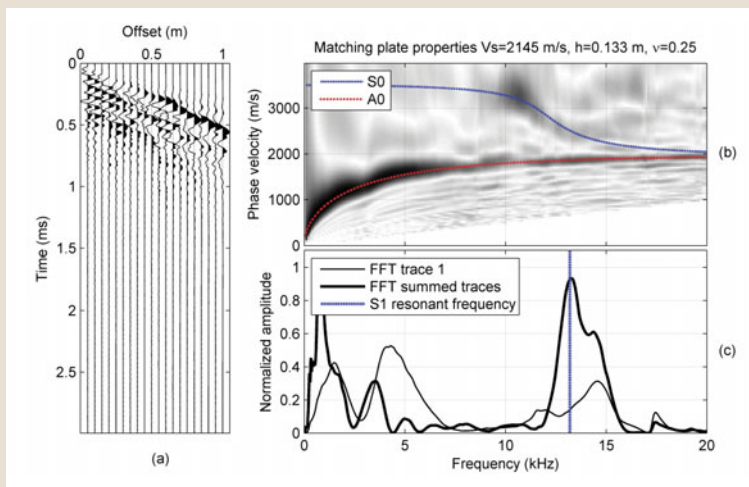 Offset (m)
0 0.5 1
0
0.5
1
1.5
2
2.5
Time (ms)
(a)
Matching plate properties Vs=2145 m/s, h=0.133 m, ν=0.25
S0
A0
3000
2000
1000
0
Phase velocity (m/s)
(b)
FFT trace 1
FFT summed traces
S1 resonant frequency
1
0.8
0.6
0.4
0.2
0
Normalized amplitude
(c)
0 5 10 15 20
Frequency (kHz)